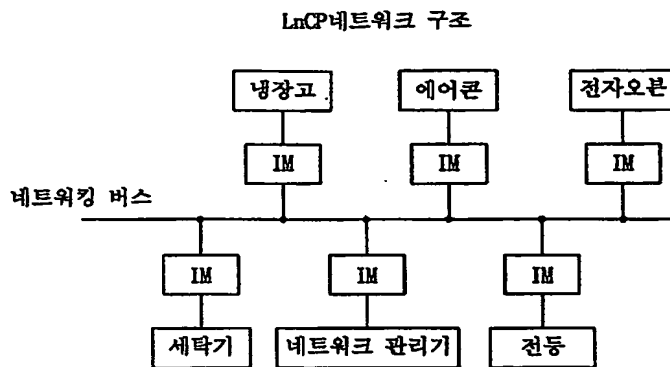 LnCP네트워크 구조
냉장고 에어콘 전자오븐
IM IM IM
네트워킹 버스
IM IM IM
세탁기 네트워크 관리기 전등